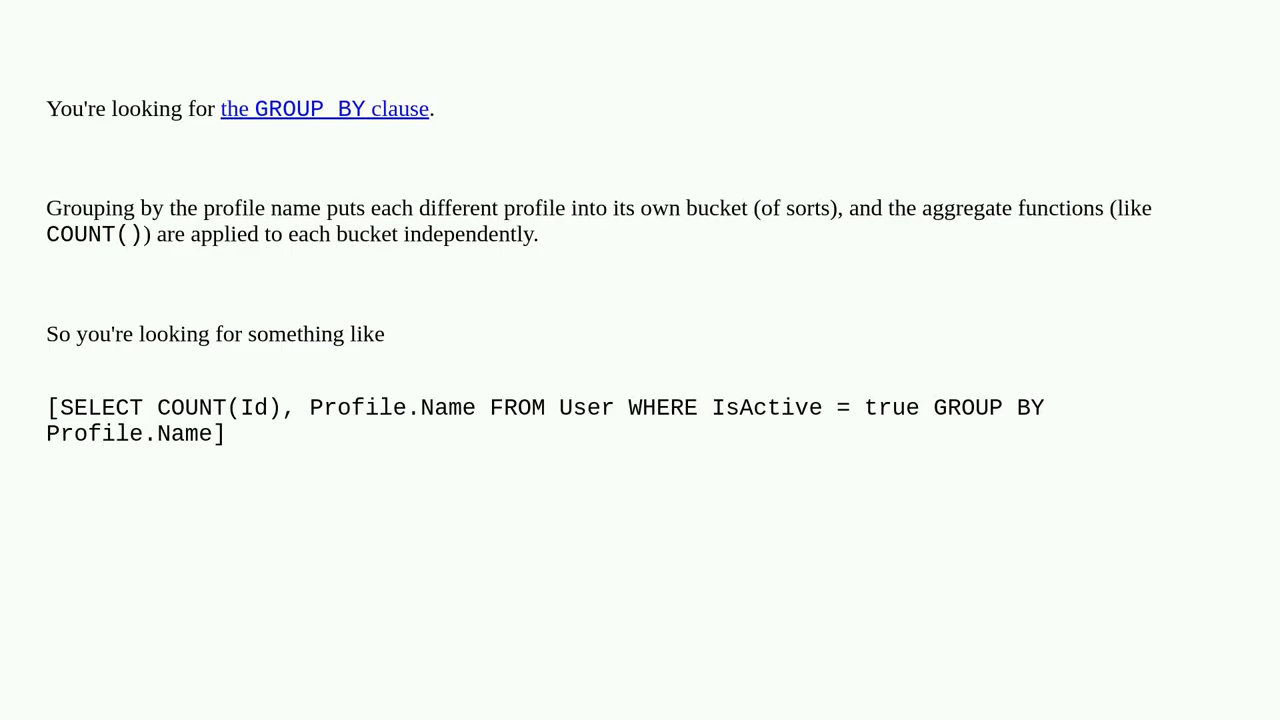 You're looking for the GROUP BY clause.
Grouping by the profile name puts each different profile into its own bucket (of sorts), and the aggregate functions (like
COUNT()) are applied to each bucket independently.
So you're looking for something like
[SELECT COUNT(Id), Profile.Name FROM User WHERE IsActive = true GROUP BY
Profile.Name]